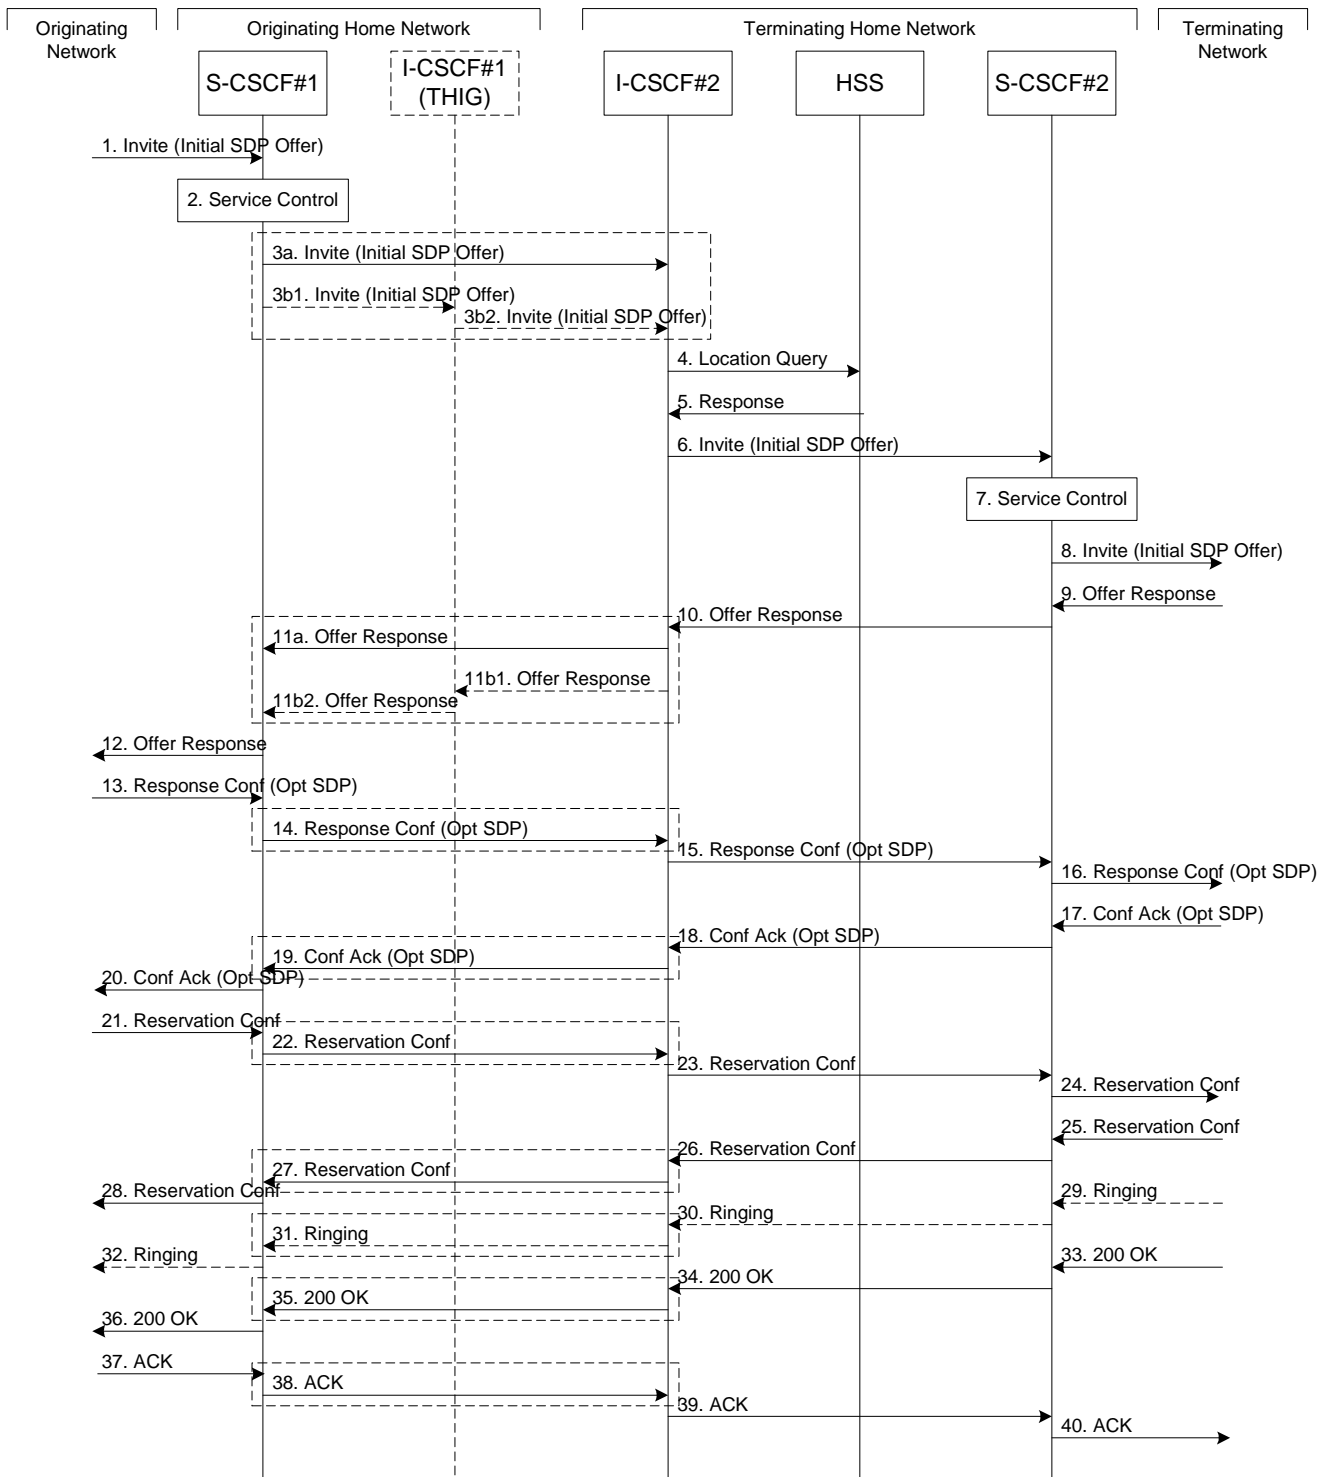 Originating
Network
Originating Home Network
Terminating Home Network
Terminating
Network
S-CSCF#1
I-CSCF#1
(THIG)
I-CSCF#2
HSS
S-CSCF#2
1. Invite (Initial SDP Offer)
2. Service Control
3a. Invite (Initial SDP Offer)
3b1. Invite (Initial SDP Offer)
3b2. Invite (Initial SDP Offer)
4. Location Query
5. Response
6. Invite (Initial SDP Offer)
7. Service Control
8. Invite (Initial SDP Offer)
9. Offer Response
10. Offer Response
11a. Offer Response
11b1. Offer Response
11b2. Offer Response
12. Offer Response
13. Response Conf (Opt SDP)
14. Response Conf (Opt SDP)
15. Response Conf (Opt SDP)
16. Response Conf (Opt SDP)
17. Conf Ack (Opt SDP)
18. Conf Ack (Opt SDP)
19. Conf Ack (Opt SDP)
20. Conf Ack (Opt SDP)
21. Reservation Conf
22. Reservation Conf
23. Reservation Conf
24. Reservation Conf
25. Reservation Conf
26. Reservation Conf
27. Reservation Conf
28. Reservation Conf
29. Ringing
30. Ringing
31. Ringing
32. Ringing
33. 200 OK
34. 200 OK
35. 200 OK
36. 200 OK
37. ACK
38. ACK
39. ACK
40. ACK